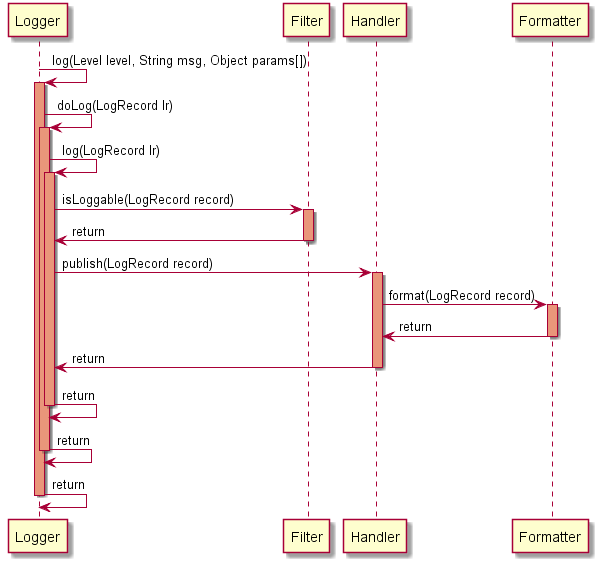 Logger
Filter
Handler
Formatter
log(Level level, String msg, Object params[])
doLog(LogRecord lr)
log(LogRecord lr)
isLoggable(LogRecord record)
return
publish(LogRecord record)
format(LogRecord record)
return
return
return
return
return
Logger
Filter
Handler
Formatter